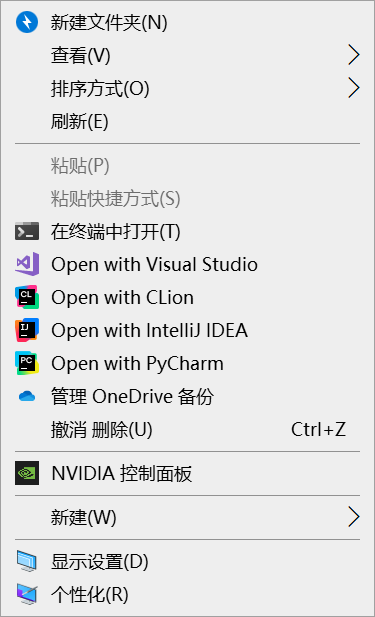 新建文件夹(N)
查看(V)
排序方式(O)
刷新(E)
粘贴(P)
粘贴快捷方式(S)
在终端中打开(T)
Open with Visual Studio
CL
Open with CLion
IJ
Open with IntelliJ IDEA
PC
Open with PyCharm
管理 OneDrive 备份
撤消 删除(U) Ctrl+Z
NVIDIA 控制面板
新建(W)
显示设置(D)
个性化(R)